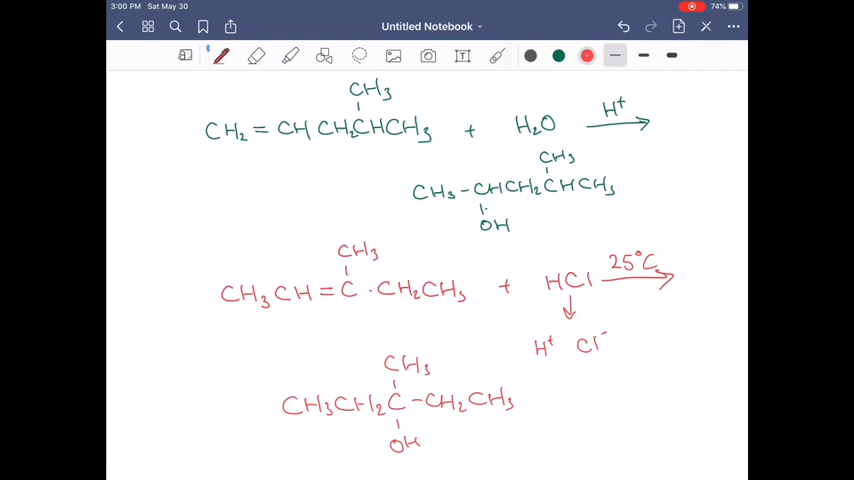 3:00 PM Sat May 30
74%
Untitled Notebook
CH₃
CH₂ = CH CH₂CHCH₃ + H₂O H⁺
CH₃
CH₃ - CHCH₂CHCH₃
OH
CH₃
CH₃CH = C · CH₂CH₃ + HCl 25°C
H⁺ Cl⁻
CH₃
CH₃CH₂C - CH₂CH₃
OH